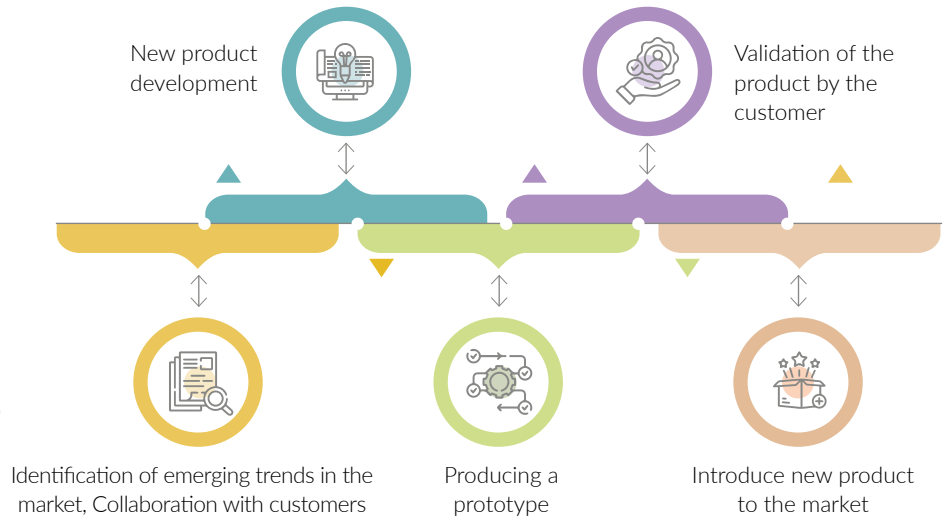 New product
development
Validation of the
product by the
customer
Identification of emerging trends in the
market, Collaboration with customers
Producing a
prototype
Introduce new product
to the market